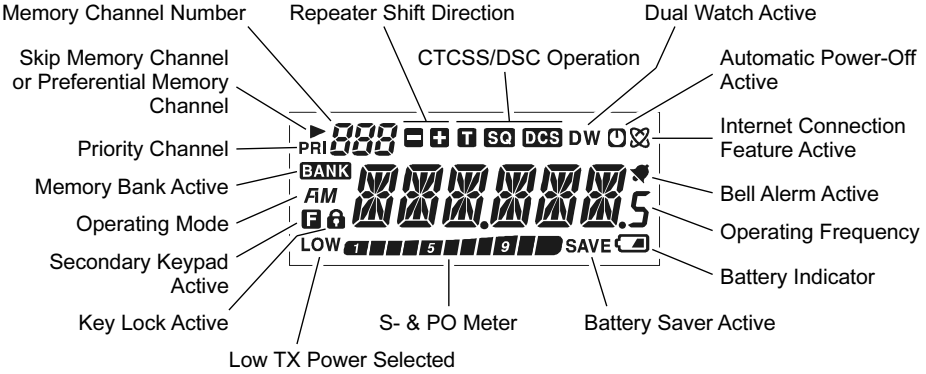 Memory Channel Number
Repeater Shift Direction
Dual Watch Active
Skip Memory Channel
or Preferential Memory
Channel
CTCSS/DSC Operation
Automatic Power-Off
Active
Priority Channel
Internet Connection
Feature Active
Memory Bank Active
Bell Alerm Active
Operating Mode
Operating Frequency
Secondary Keypad
Active
Battery Indicator
Key Lock Active
S- & PO Meter
Battery Saver Active
Low TX Power Selected
PRI 888 - + T SQ DCS DW
BANK
AM
F .5
LOW 1 5 9 SAVE